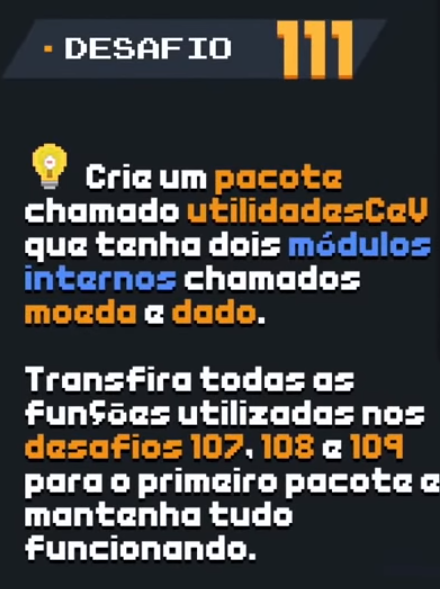 DESAFIO 111
Crie um pacote
chamado utilidadesCeV
que tenha dois módulos
internos chamados
moeda e dado.
Transfira todas as
funções utilizadas nos
desafios 107, 108 e 109
para o primeiro pacote e
mantenha tudo
funcionando.